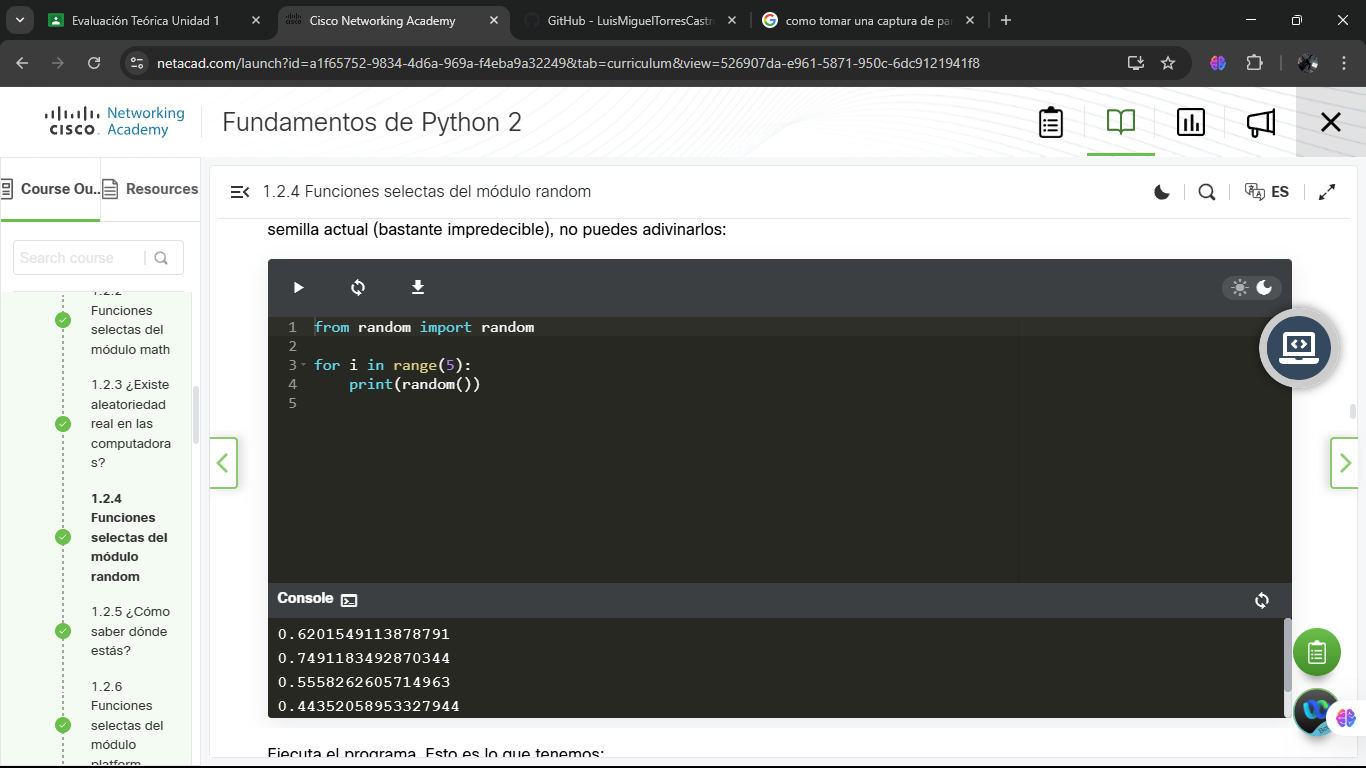 Evaluación Teórica Unidad 1
Cisco Networking Academy
GitHub - LuisMiguelTorresCastr
como tomar una captura de pan
netacad.com/launch?id=a1f65752-9834-4d6a-969a-f4eba9a32249&tab=curriculum&view=526907da-e961-5871-950c-6dc9121941f8
CISCO Networking Academy
Fundamentos de Python 2
Course Ou..
Resources
1.2.4 Funciones selectas del módulo random
ES
Search course
1.2.2
Funciones
selectas del
módulo math
1.2.3 ¿Existe
aleatoriedad
real en las
computadora
s?
1.2.4
Funciones
selectas del
módulo
random
1.2.5 ¿Cómo
saber dónde
estás?
1.2.6
Funciones
selectas del
módulo
platform
semilla actual (bastante impredecible), no puedes adivinarlos:
1 from random import random
2
3 for i in range(5):
4     print(random())
5
Console
0.6201549113878791
0.7491183492870344
0.5558262605714963
0.44352058953327944
Ejecuta el programa. Esto es lo que tenemos: